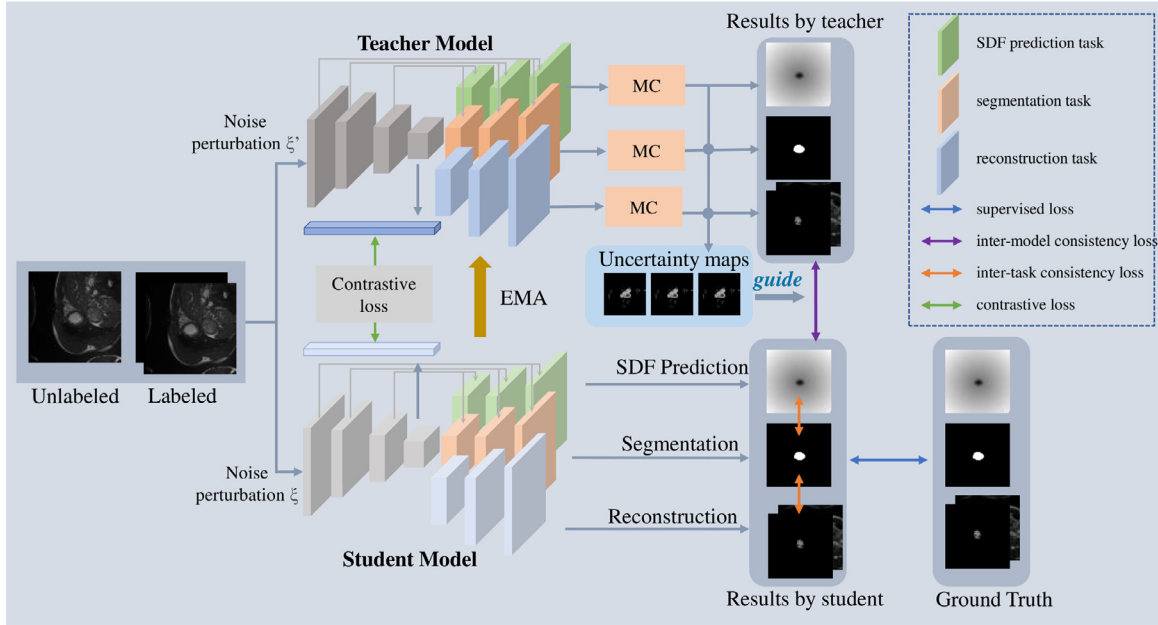 Results by teacher
Teacher Model
SDF prediction task
segmentation task
reconstruction task
supervised loss
inter-model consistency loss
inter-task consistency loss
contrastive loss
Noise
perturbation ξ'
MC
MC
MC
Uncertainty maps
guide
Contrastive
loss
EMA
Unlabeled
Labeled
SDF Prediction
Segmentation
Reconstruction
Noise
perturbation ξ
Student Model
Results by student
Ground Truth